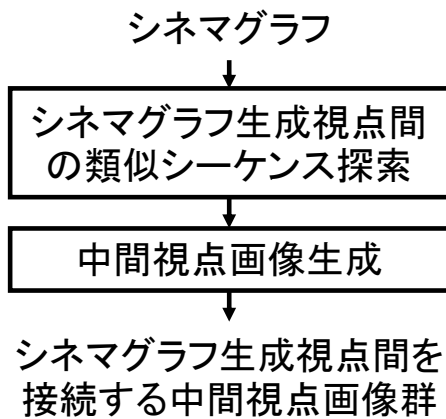 シネマグラフ
シネマグラフ生成視点間
の類似シーケンス探索
中間視点画像生成
シネマグラフ生成視点間を
接続する中間視点画像群